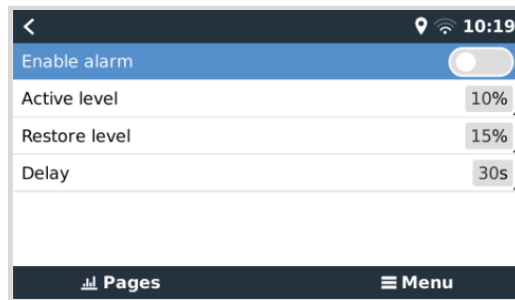 10:19
Enable alarm
Active level 10%
Restore level 15%
Delay 30s
Pages Menu